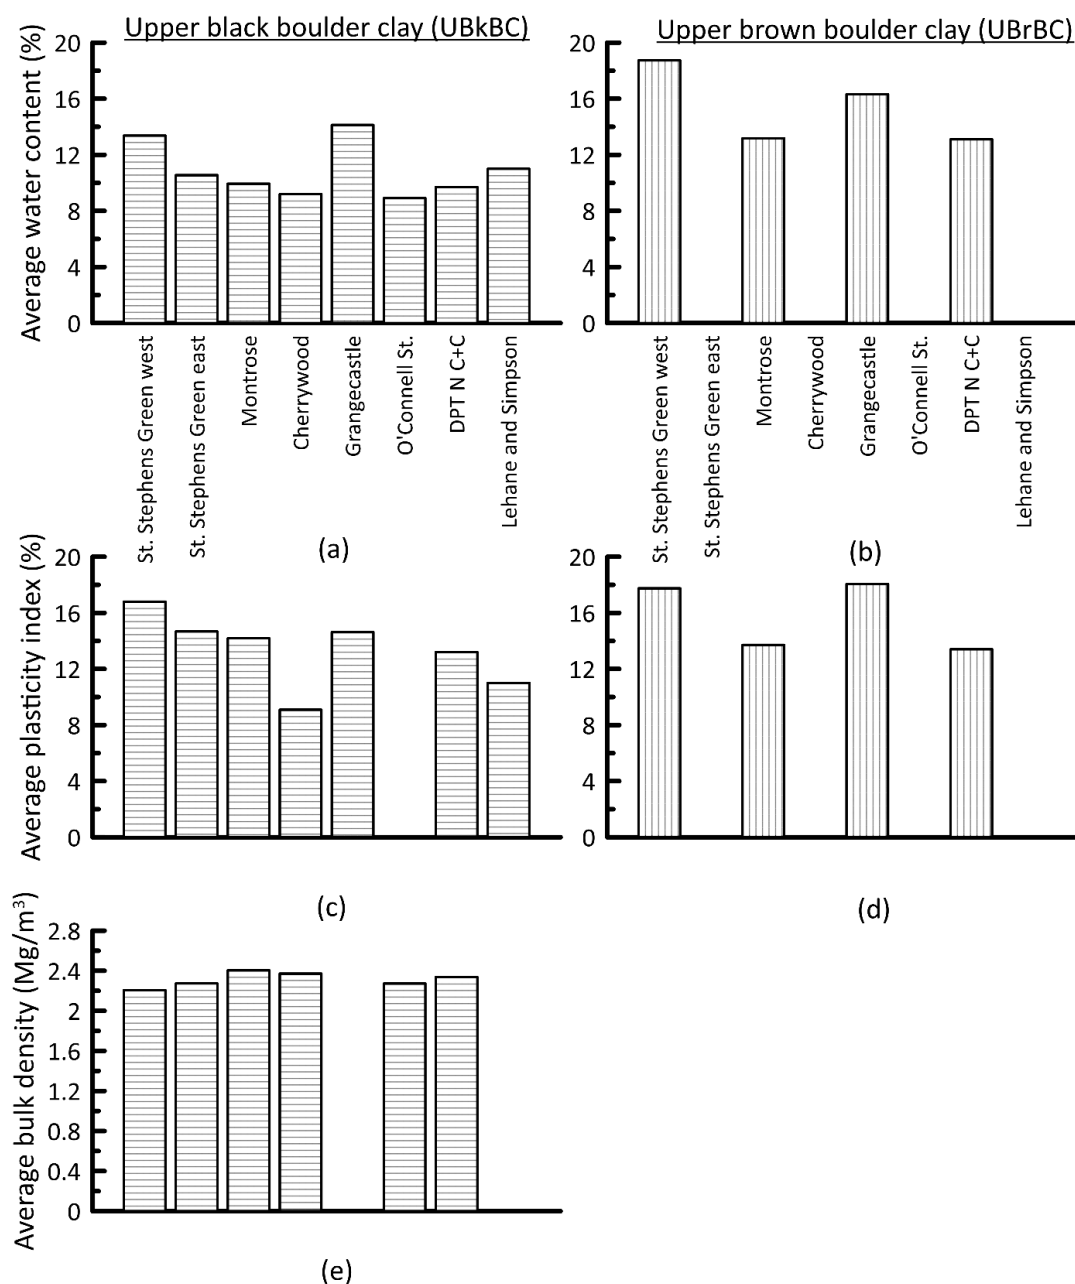 Upper black boulder clay (UBkBC)
Upper brown boulder clay (UBrBC)
Average water content (%)
20
16
12
8
4
0
20
16
12
8
4
0
St. Stephens Green west
St. Stephens Green east
Montrose
Cherrywood
Grangecastle
O'Connell St.
DPT N C+C
Lehane and Simpson
St. Stephens Green west
St. Stephens Green east
Montrose
Cherrywood
Grangecastle
O'Connell St.
DPT N C+C
Lehane and Simpson
(a)
(b)
Average plasticity index (%)
20
16
12
8
4
0
20
16
12
8
4
0
(c)
(d)
Average bulk density (Mg/m³)
2.8
2.4
2
1.6
1.2
0.8
0.4
0
(e)